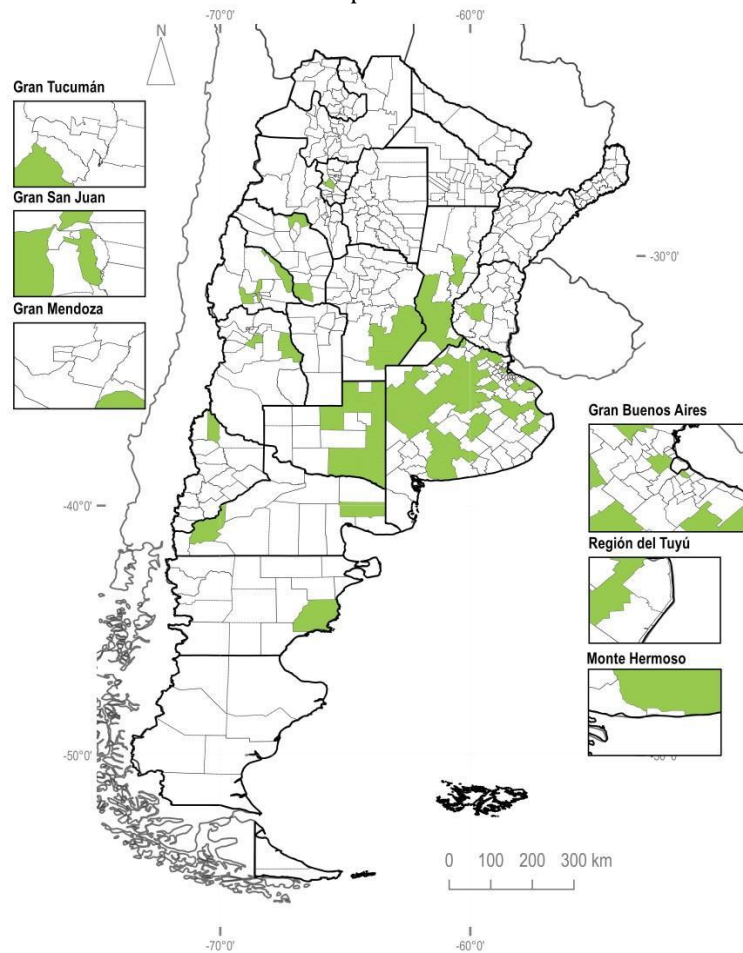 -70°0'
-60°0'
N
Gran Tucumán
Gran San Juan
-30°0'
Gran Mendoza
Gran Buenos Aires
-40°0'
Región del Tuyú
Monte Hermoso
-50°0'
0 100 200 300 km
-70°0'
-60°0'